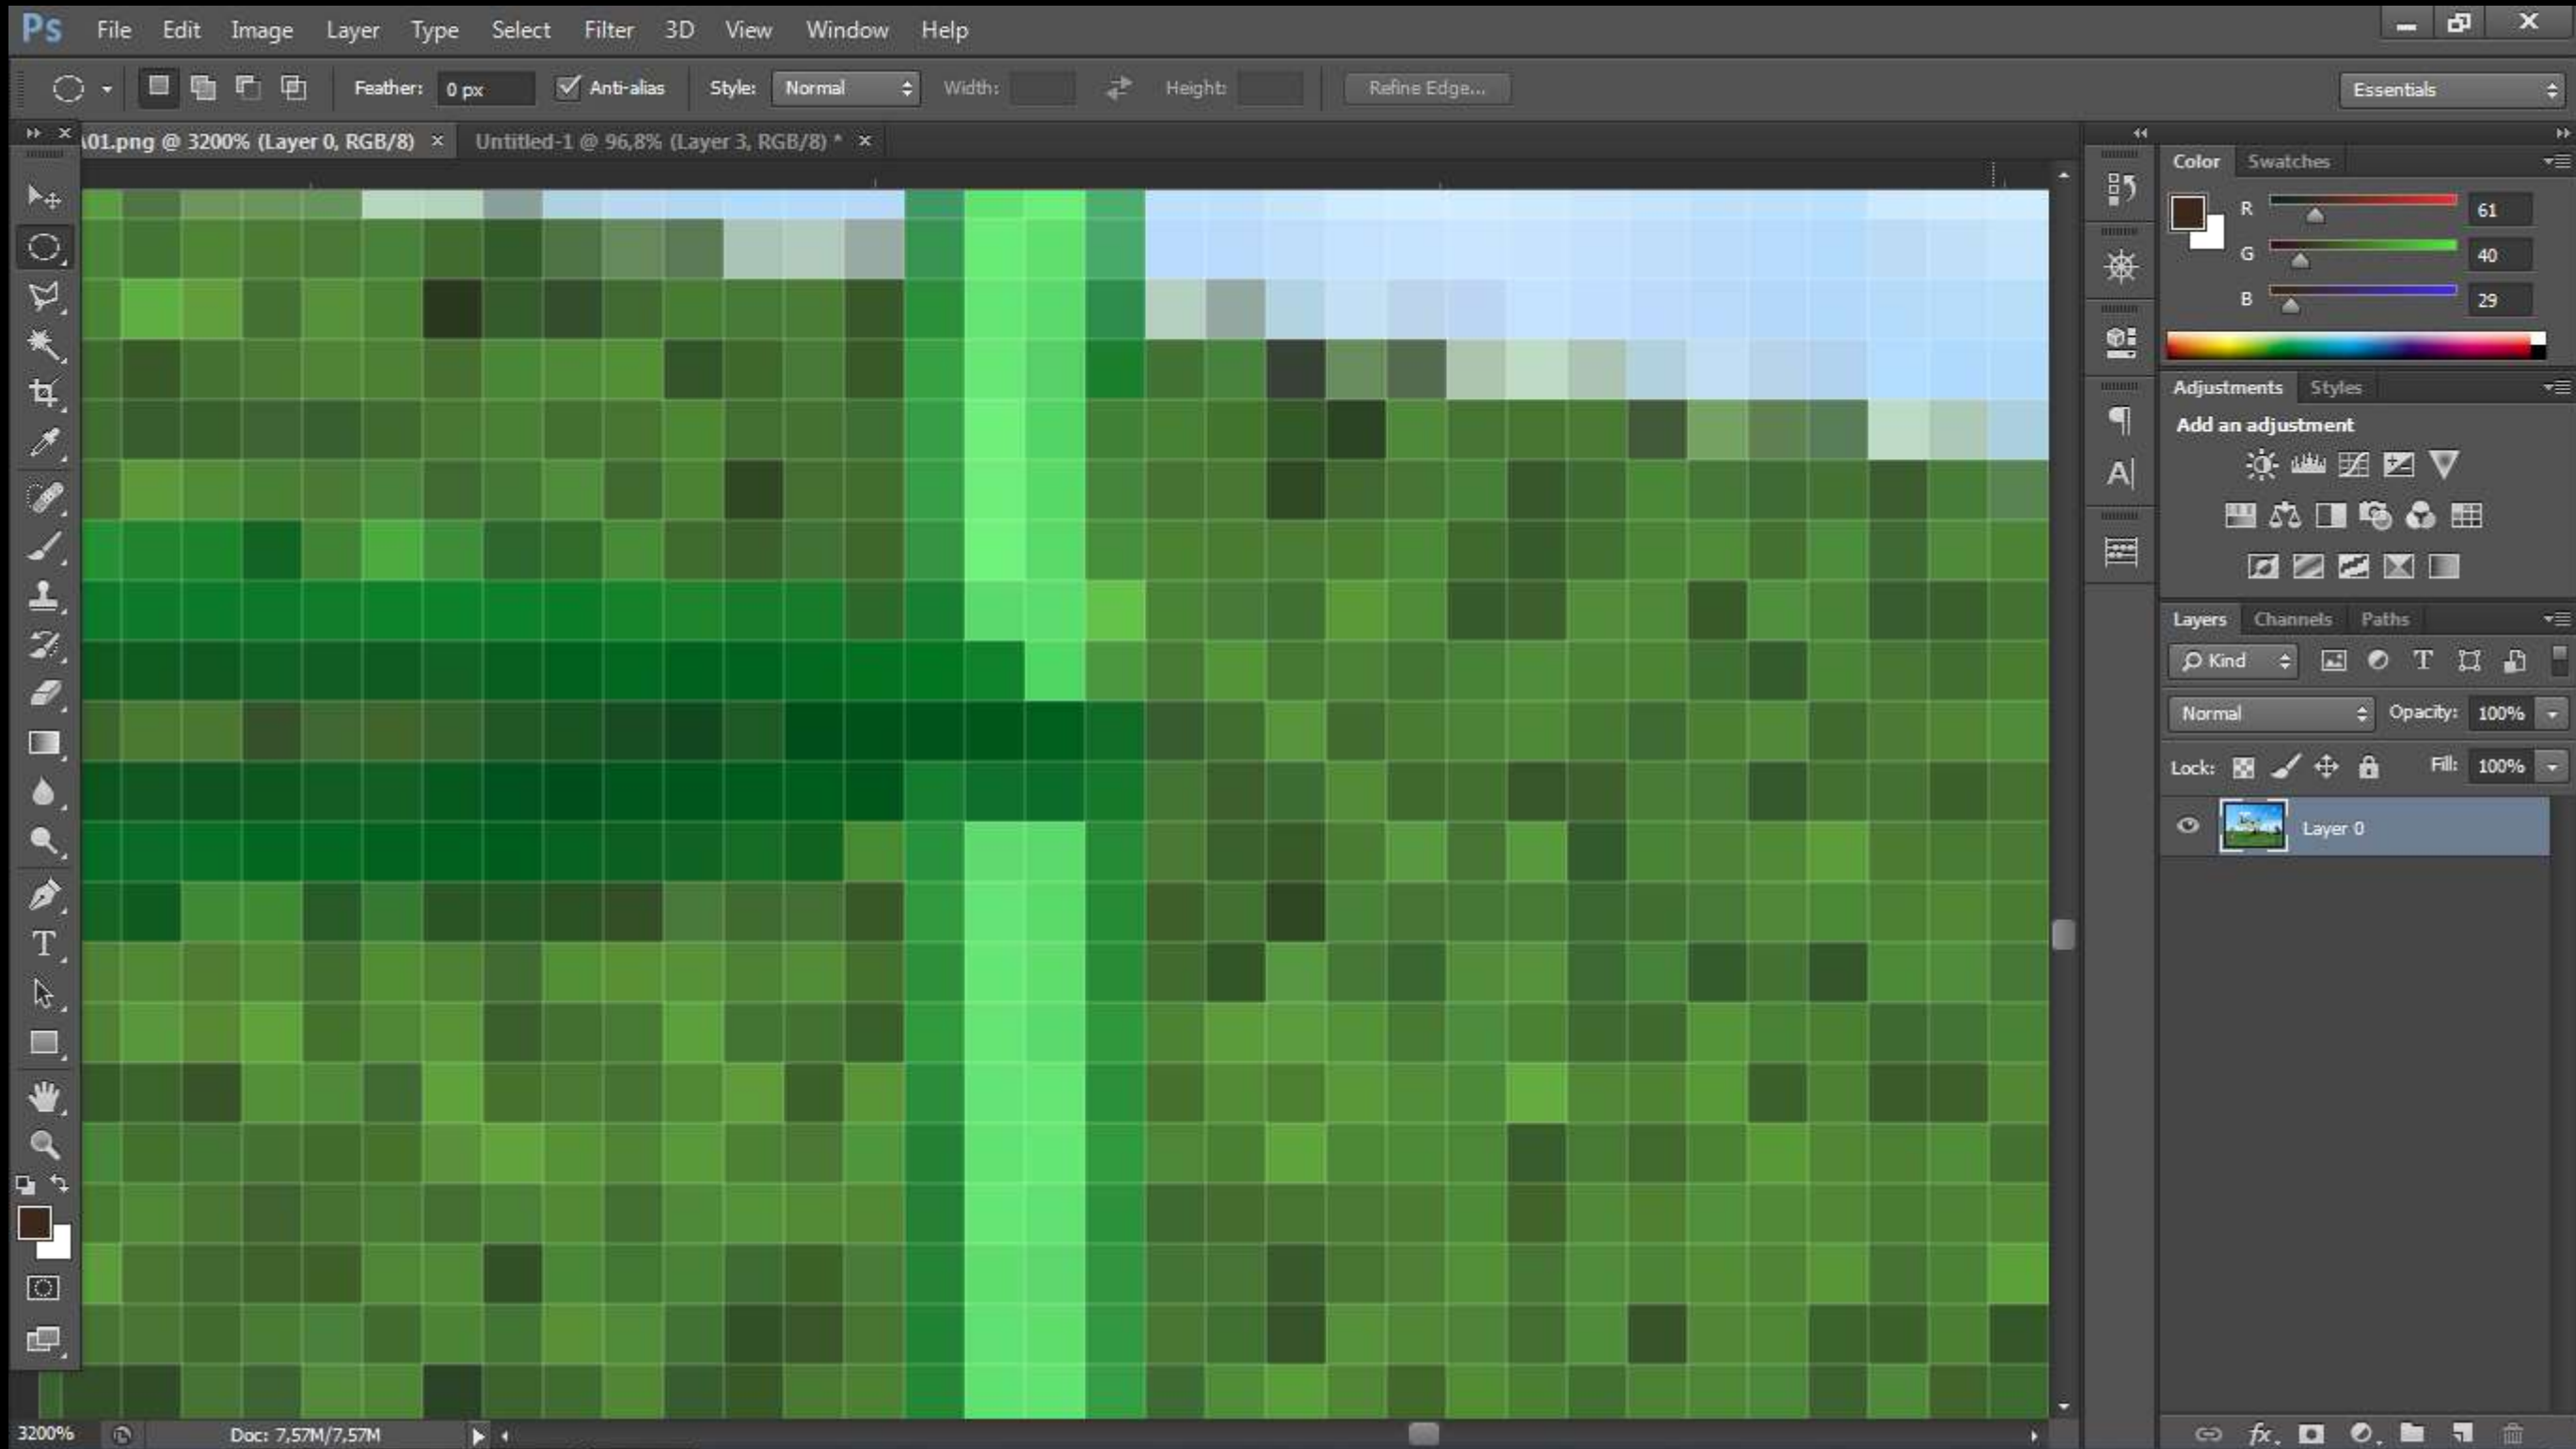 Ps File Edit Image Layer Type Select Filter 3D View Window Help
Feather: 0 px Anti-alias Style: Normal Width: Height: Refine Edge... Essentials
01.png @ 3200% (Layer 0, RGB/8) × Untitled-1 @ 96,8% (Layer 3, RGB/8) * ×
Color Swatches
R 61
G 40
B 29
Adjustments Styles
Add an adjustment
Layers Channels Paths
Kind
Normal Opacity: 100%
Lock: Fill: 100%
Layer 0
3200% Doc: 7,57M/7,57M